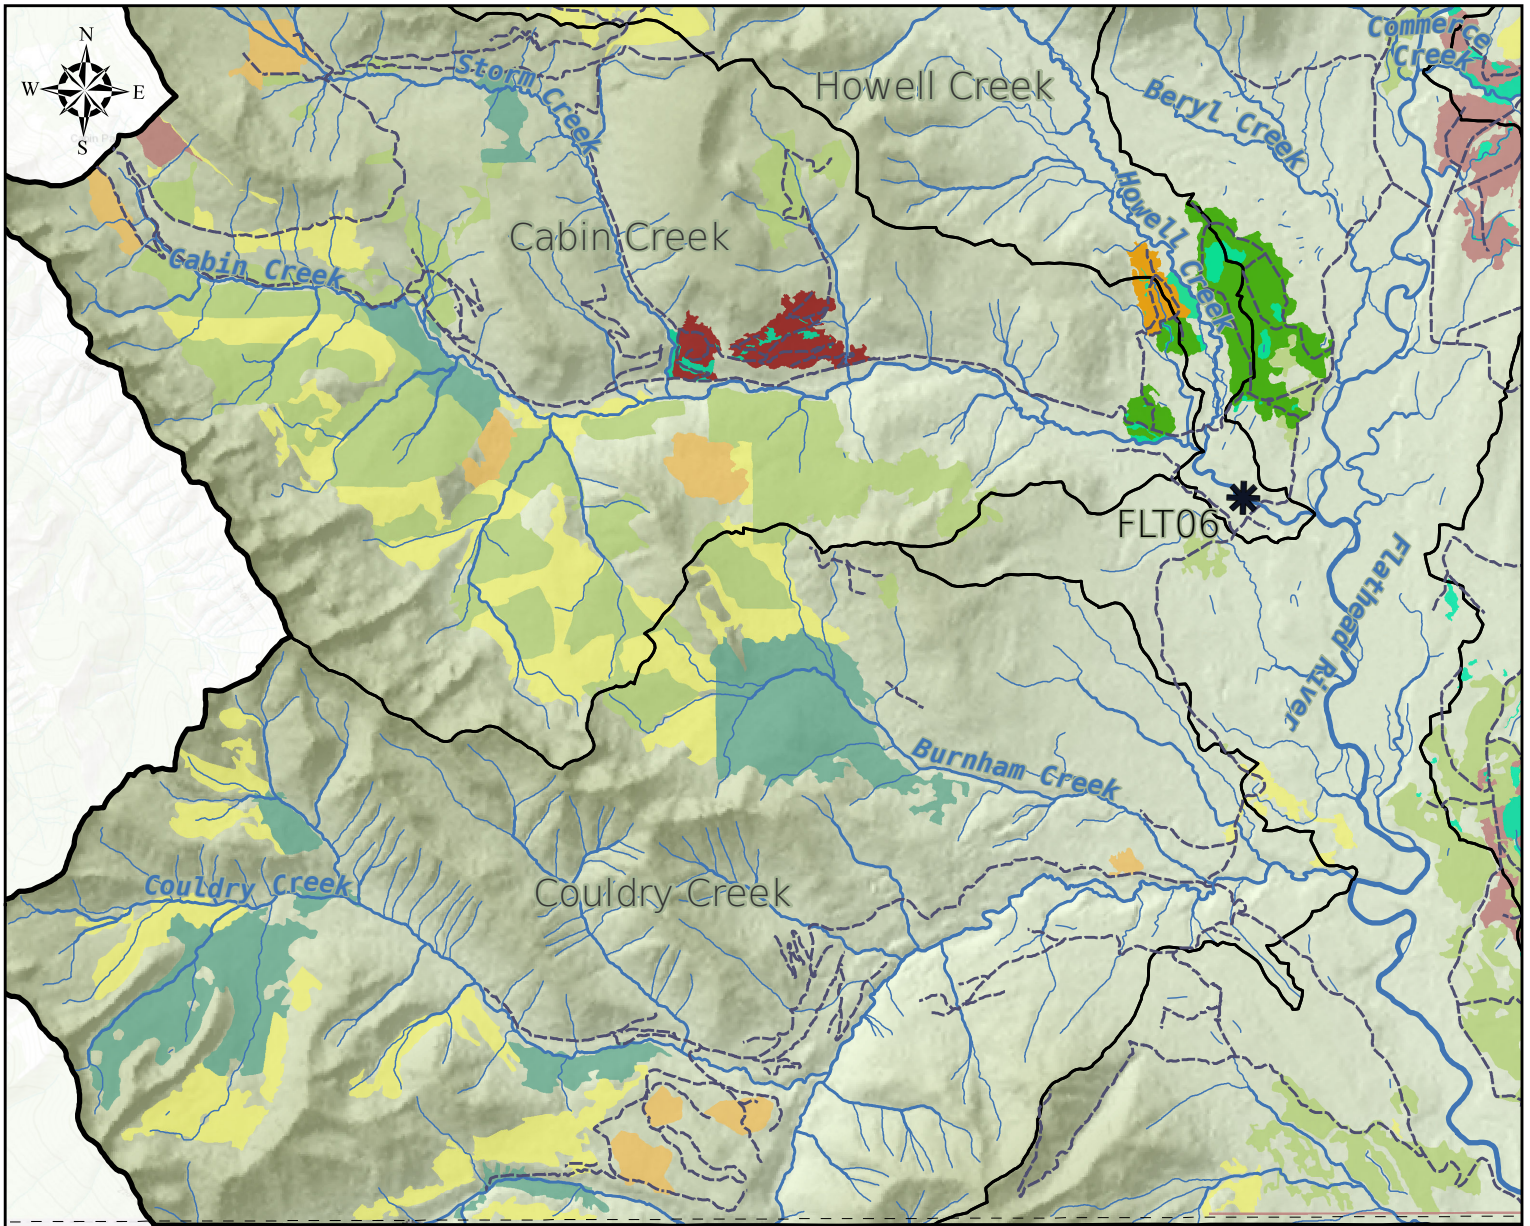 N
W E
S
Storm Creek
Howell Creek
Commerce
Creek
Beryl Creek
Cabin Creek
Howell Creek
Cabin Creek
FLT06
Flathead River
Burnham Creek
Couldry Creek
Couldry Creek